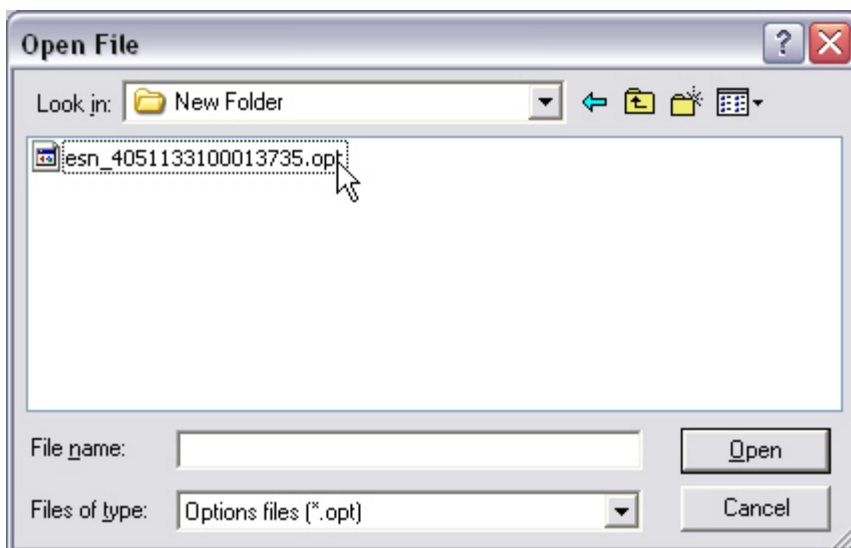 Open File
Look in: New Folder
esn_4051133100013735.opt
File name: Open
Files of type: Options files (*.opt) Cancel